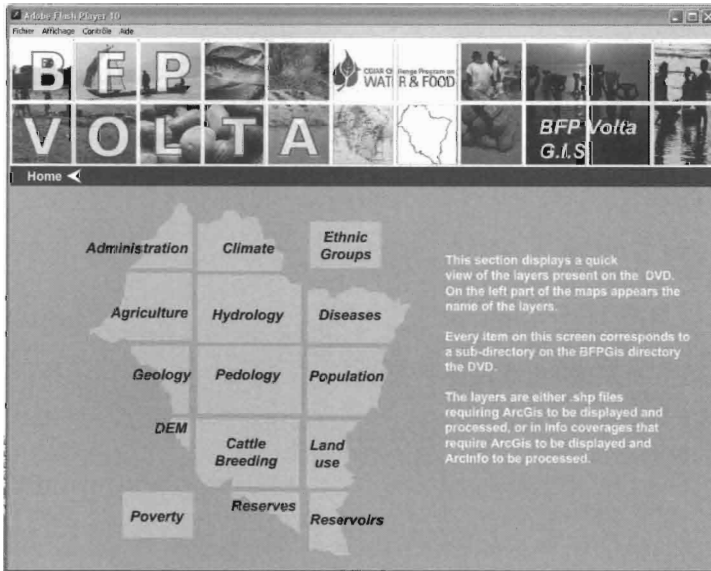 Adobe Flash Player 10
Fichier Affichage Contrôle Aide
BFP
CGIAR Challenge Program on
WATER & FOOD
VOLTA
BFP Volta
G.I.S
Home
Administration
Climate
Ethnic
Groups
Agriculture
Hydrology
Diseases
Geology
Pedology
Population
DEM
Cattle
Breeding
Land
use
Poverty
Reserves
Reservoirs
This section displays a quick
view of the layers present on the DVD.
On the left part of the maps appears the
name of the layers.
Every item on this screen corresponds to
a sub-directory on the BFPGis directory
the DVD.
The layers are either .shp files
requiring ArcGis to be displayed and
processed, or in Info coverages that
require ArcGis to be displayed and
ArcInfo to be processed.